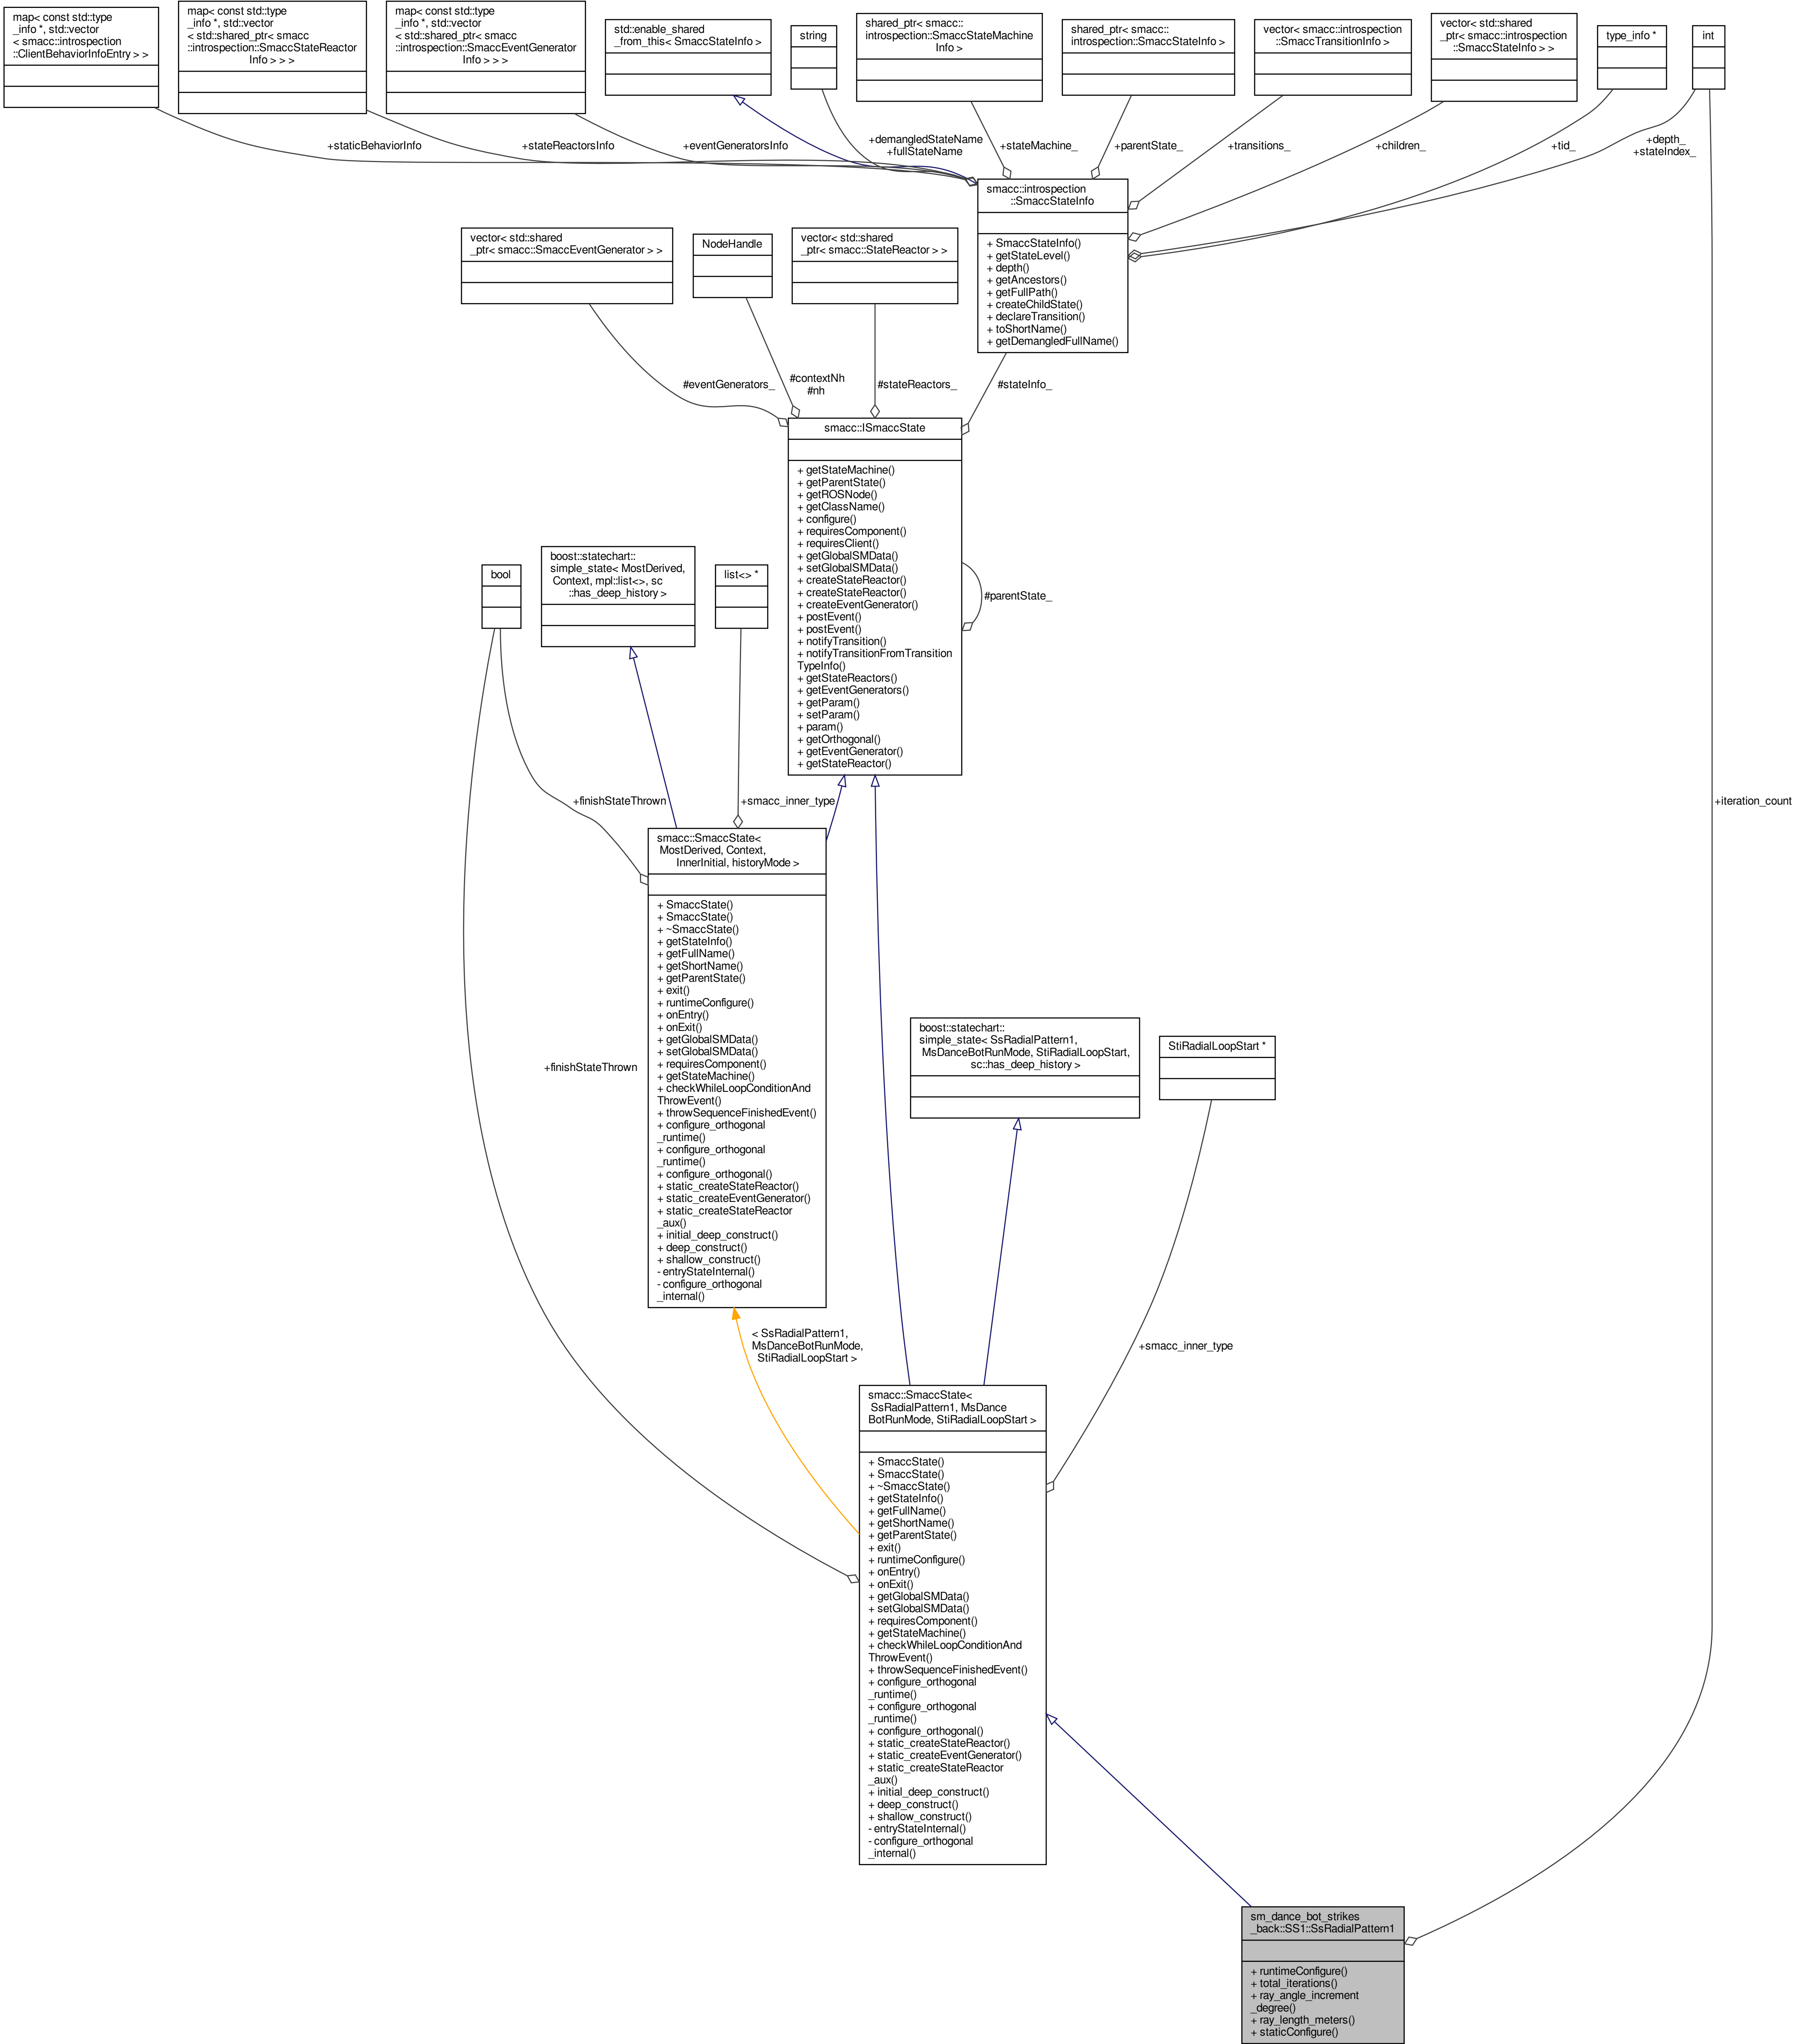 map< const std::type
_info *, std::vector
< smacc::introspection
::ClientBehaviorInfoEntry > >
map< const std::type
_info *, std::vector
< std::shared_ptr< smacc
::introspection::SmaccStateReactor
Info > > >
map< const std::type
_info *, std::vector
< std::shared_ptr< smacc
::introspection::SmaccEventGenerator
Info > > >
std::enable_shared
_from_this< SmaccStateInfo >
string
shared_ptr< smacc::
introspection::SmaccStateMachine
Info >
shared_ptr< smacc::
introspection::SmaccStateInfo >
vector< smacc::introspection
::SmaccTransitionInfo >
vector< std::shared
_ptr< smacc::introspection
::SmaccStateInfo > >
type_info *
int
+staticBehaviorInfo
+stateReactorsInfo
+eventGeneratorsInfo
+demangledStateName
+fullStateName
+stateMachine_
+parentState_
+transitions_
+children_
+tid_
+depth_
+stateIndex_
smacc::introspection
::SmaccStateInfo
+ SmaccStateInfo()
+ getStateLevel()
+ depth()
+ getAncestors()
+ getFullPath()
+ createChildState()
+ declareTransition()
+ toShortName()
+ getDemangledFullName()
vector< std::shared
_ptr< smacc::SmaccEventGenerator > >
NodeHandle
vector< std::shared
_ptr< smacc::StateReactor > >
#eventGenerators_
#contextNh
#nh
#stateReactors_
#stateInfo_
smacc::ISmaccState
+ getStateMachine()
+ getParentState()
+ getROSNode()
+ getClassName()
+ configure()
+ requiresComponent()
+ requiresClient()
+ getGlobalSMData()
+ setGlobalSMData()
+ createStateReactor()
+ createStateReactor()
+ createEventGenerator()
+ postEvent()
+ postEvent()
+ notifyTransition()
+ notifyTransitionFromTransition
TypeInfo()
+ getStateReactors()
+ getEventGenerators()
+ getParam()
+ setParam()
+ param()
+ getOrthogonal()
+ getEventGenerator()
+ getStateReactor()
#parentState_
bool
boost::statechart::
simple_state< MostDerived,
Context, mpl::list<>, sc
::has_deep_history >
list<> *
+finishStateThrown
+smacc_inner_type
+iteration_count
smacc::SmaccState<
MostDerived, Context,
InnerInitial, historyMode >
+ SmaccState()
+ SmaccState()
+ ~SmaccState()
+ getStateInfo()
+ getFullName()
+ getShortName()
+ getParentState()
+ exit()
+ runtimeConfigure()
+ onEntry()
+ onExit()
+ getGlobalSMData()
+ setGlobalSMData()
+ requiresComponent()
+ getStateMachine()
+ checkWhileLoopConditionAnd
ThrowEvent()
+ throwSequenceFinishedEvent()
+ configure_orthogonal
_runtime()
+ configure_orthogonal
_runtime()
+ configure_orthogonal()
+ static_createStateReactor()
+ static_createEventGenerator()
+ static_createStateReactor
_aux()
+ initial_deep_construct()
+ deep_construct()
+ shallow_construct()
- entryStateInternal()
- configure_orthogonal
_internal()
+finishStateThrown
boost::statechart::
simple_state< SsRadialPattern1,
MsDanceBotRunMode, StiRadialLoopStart,
sc::has_deep_history >
StiRadialLoopStart *
< SsRadialPattern1,
MsDanceBotRunMode,
StiRadialLoopStart >
+smacc_inner_type
smacc::SmaccState<
SsRadialPattern1, MsDance
BotRunMode, StiRadialLoopStart >
+ SmaccState()
+ SmaccState()
+ ~SmaccState()
+ getStateInfo()
+ getFullName()
+ getShortName()
+ getParentState()
+ exit()
+ runtimeConfigure()
+ onEntry()
+ onExit()
+ getGlobalSMData()
+ setGlobalSMData()
+ requiresComponent()
+ getStateMachine()
+ checkWhileLoopConditionAnd
ThrowEvent()
+ throwSequenceFinishedEvent()
+ configure_orthogonal
_runtime()
+ configure_orthogonal
_runtime()
+ configure_orthogonal()
+ static_createStateReactor()
+ static_createEventGenerator()
+ static_createStateReactor
_aux()
+ initial_deep_construct()
+ deep_construct()
+ shallow_construct()
- entryStateInternal()
- configure_orthogonal
_internal()
sm_dance_bot_strikes
_back::SS1::SsRadialPattern1
+ runtimeConfigure()
+ total_iterations()
+ ray_angle_increment
_degree()
+ ray_length_meters()
+ staticConfigure()